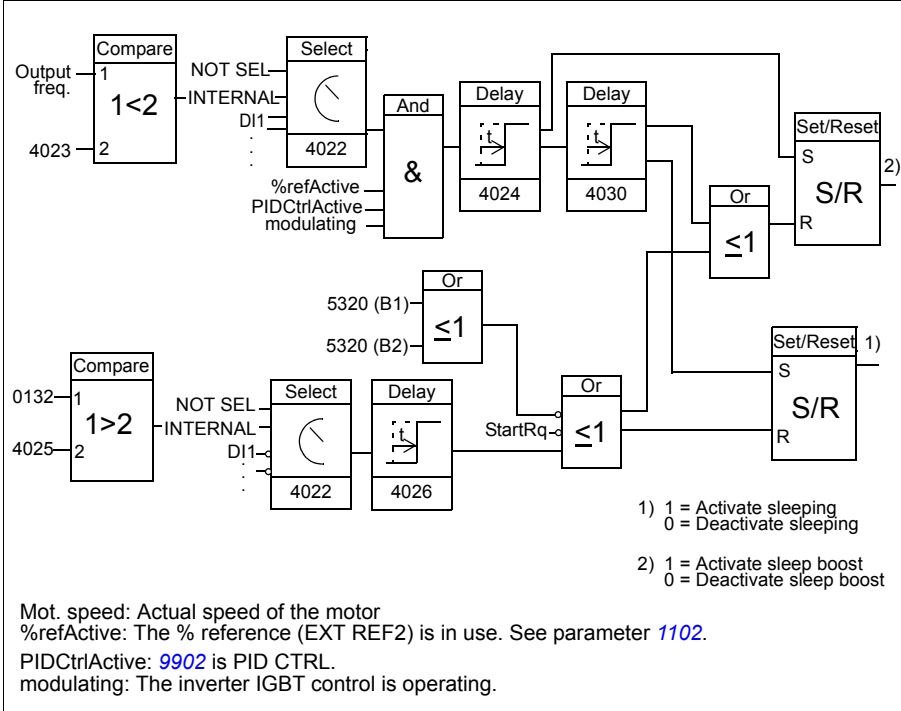 Compare
Output
freq.
1
1<2
4023
2
NOT SEL
INTERNAL
DI1
.
.
.
Select
4022
And
&
%refActive
PIDCtrlActive
modulating
Delay
t
4024
Delay
t
4030
Or
<1
Set/Reset
S
S/R
R
2)
5320 (B1)
5320 (B2)
Or
<1
Compare
0132
1
1>2
4025
2
NOT SEL
INTERNAL
DI1
.
.
.
Select
4022
Delay
t
4026
StartRq
Or
<1
Set/Reset
S
S/R
R
1)
1) 1 = Activate sleeping
0 = Deactivate sleeping
2) 1 = Activate sleep boost
0 = Deactivate sleep boost
Mot. speed: Actual speed of the motor
%refActive: The % reference (EXT REF2) is in use. See parameter 1102.
PIDCtrlActive: 9902 is PID CTRL.
modulating: The inverter IGBT control is operating.